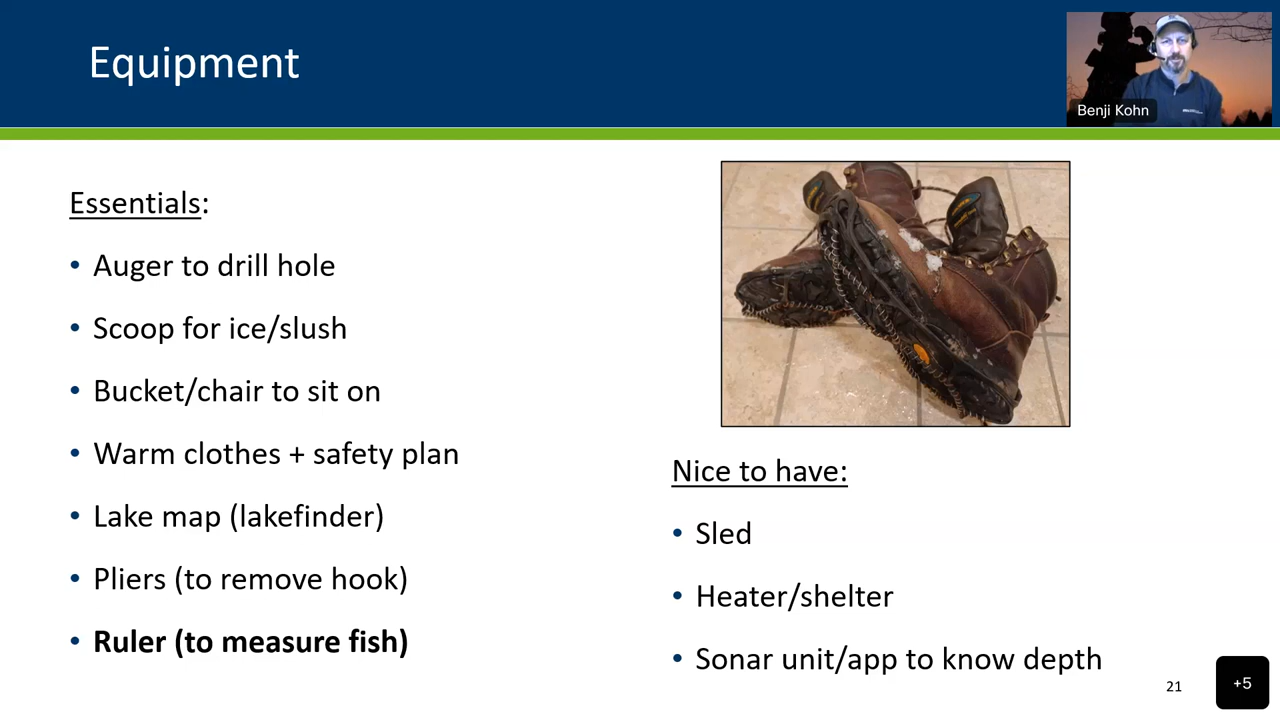 Equipment
Benji Kohn
Essentials:
• Auger to drill hole
• Scoop for ice/slush
• Bucket/chair to sit on
• Warm clothes + safety plan
• Lake map (lakefinder)
• Pliers (to remove hook)
• Ruler (to measure fish)
Nice to have:
• Sled
• Heater/shelter
• Sonar unit/app to know depth
21
+5